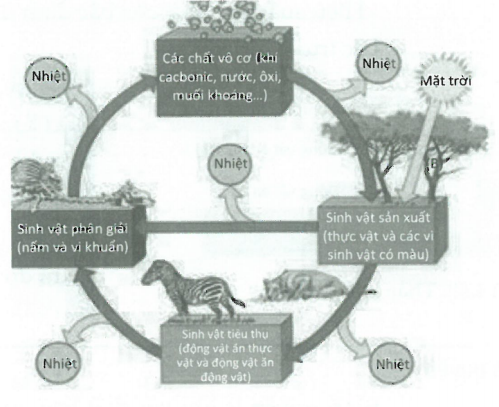 Các chất vô cơ (khí
cacbonic, nước, ôxi,
muối khoáng...)
Nhiệt
Nhiệt
Mặt trời
Nhiệt
Sinh vật phân giải
(nấm và vi khuẩn)
Sinh vật sản xuất
(thực vật và các vi
sinh vật có màu)
Sinh vật tiêu thụ
(động vật ăn thực
vật và động vật ăn
động vật)
Nhiệt
Nhiệt